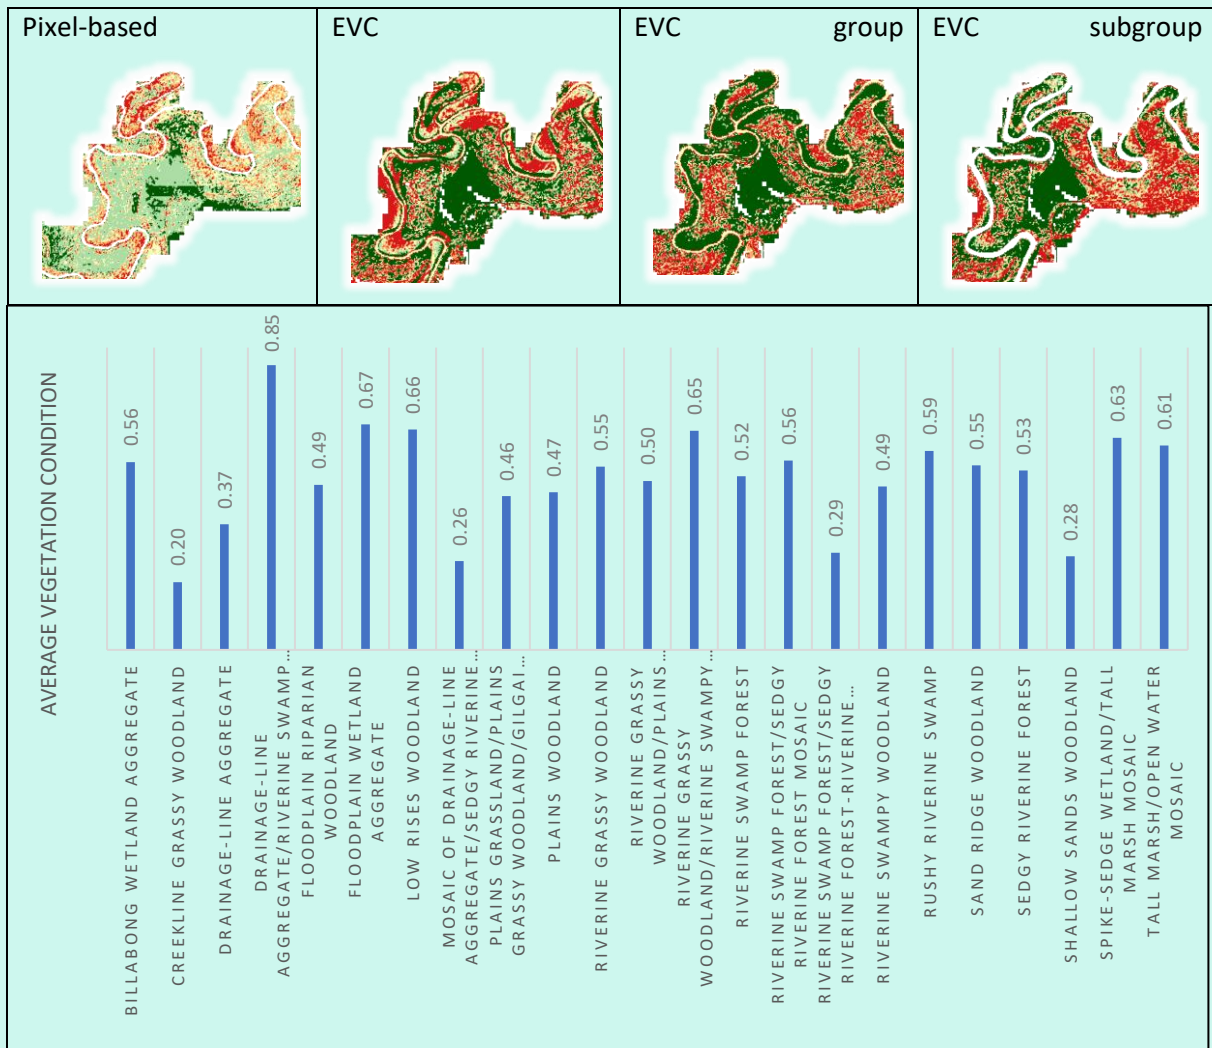 Pixel-based
EVC
EVC group
EVC subgroup
AVERAGE VEGETATION CONDITION
0.56
0.20
0.37
0.85
0.49
0.67
0.66
0.26
0.46
0.47
0.55
0.50
0.65
0.52
0.56
0.29
0.49
0.59
0.55
0.53
0.28
0.63
0.61
BILLABONG WETLAND AGGREGATE
CREEKLINE GRASSY WOODLAND
DRAINAGE-LINE AGGREGATE
DRAINAGE-LINE
AGGREGATE/RIVERINE SWAMP…
FLOODPLAIN RIPARIAN
WOODLAND
FLOODPLAIN WETLAND
AGGREGATE
LOW RISES WOODLAND
MOSAIC OF DRAINAGE-LINE
AGGREGATE/SEDGY RIVERINE…
PLAINS GRASSLAND/PLAINS
GRASSY WOODLAND/GILGAI…
PLAINS WOODLAND
RIVERINE GRASSY WOODLAND
RIVERINE GRASSY
WOODLAND/PLAINS…
RIVERINE GRASSY
WOODLAND/RIVERINE SWAMPY…
RIVERINE SWAMP FOREST
RIVERINE SWAMP FOREST/SEDGY
RIVERINE FOREST MOSAIC
RIVERINE SWAMP FOREST/SEDGY
RIVERINE FOREST-RIVERINE…
RIVERINE SWAMPY WOODLAND
RUSHY RIVERINE SWAMP
SAND RIDGE WOODLAND
SEDGY RIVERINE FOREST
SHALLOW SANDS WOODLAND
SPIKE-SEDGE WETLAND/TALL
MARSH MOSAIC
TALL MARSH/OPEN WATER
MOSAIC